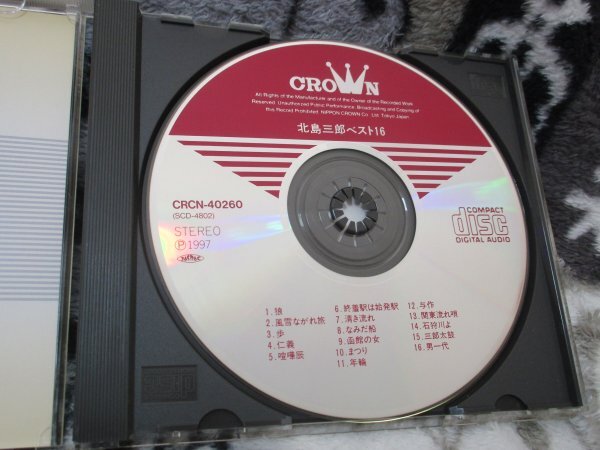 CROWN
All Rights of the Manufacturer and of the Owner of the Recorded Work
Reserved. Unauthorized Public Performance, Broadcasting and Copying of
this Record Prohibited. NIPPON CROWN Co., Ltd. Tokyo Japan
北島三郎ベスト16
CRCN-40260
(SCD-4802)
STEREO
Ⓟ1997
COMPACT
disc
DIGITAL AUDIO
1. 狼
2. 風雪ながれ旅
3. 歩
4. 仁義
5. 喧嘩辰
6. 終着駅は始発駅
7. 清き流れ
8. なみだ船
9. 函館の女
10. まつり
11. 年輪
12. 与作
13. 関東流れ唄
14. 石狩川よ
15. 三郎太鼓
16. 男一代